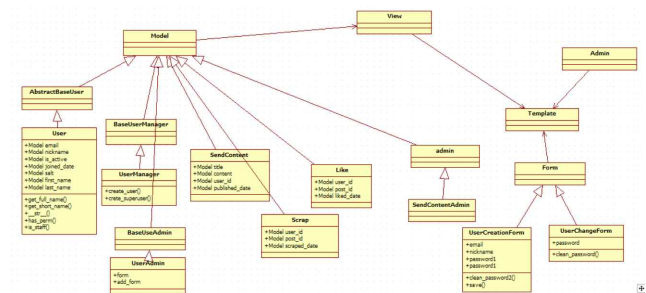 View
Model
Admin
AbstractBaseUser
Template
BaseUserManager
User
+Model email
+Model nickname
+Model is_active
+Model joined_date
+Model salt
+Model first_name
+Model last_name
+get_full_name()
+get_short_name()
+__str__()
+has_perm()
+is_staff()
SendContent
+Model title
+Model content
+Model user_id
+Model published_date
admin
Form
Like
+Model user_id
+Model post_id
+Model liked_date
UserManager
+create_user()
+crete_superuser()
SendContentAdmin
Scrap
+Model user_id
+Model post_id
+Model scraped_date
BaseUseAdmin
UserCreationForm
+email
+nickname
+password1
+password1
+clean_password2()
+save()
UserChangeForm
+password
+clean_password()
UserAdmin
+form
+add_form